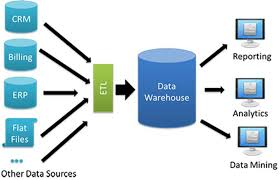 CRM
Billing
ERP
Flat
Files
Other Data Sources
ETL
Data
Warehouse
Reporting
Analytics
Data Mining